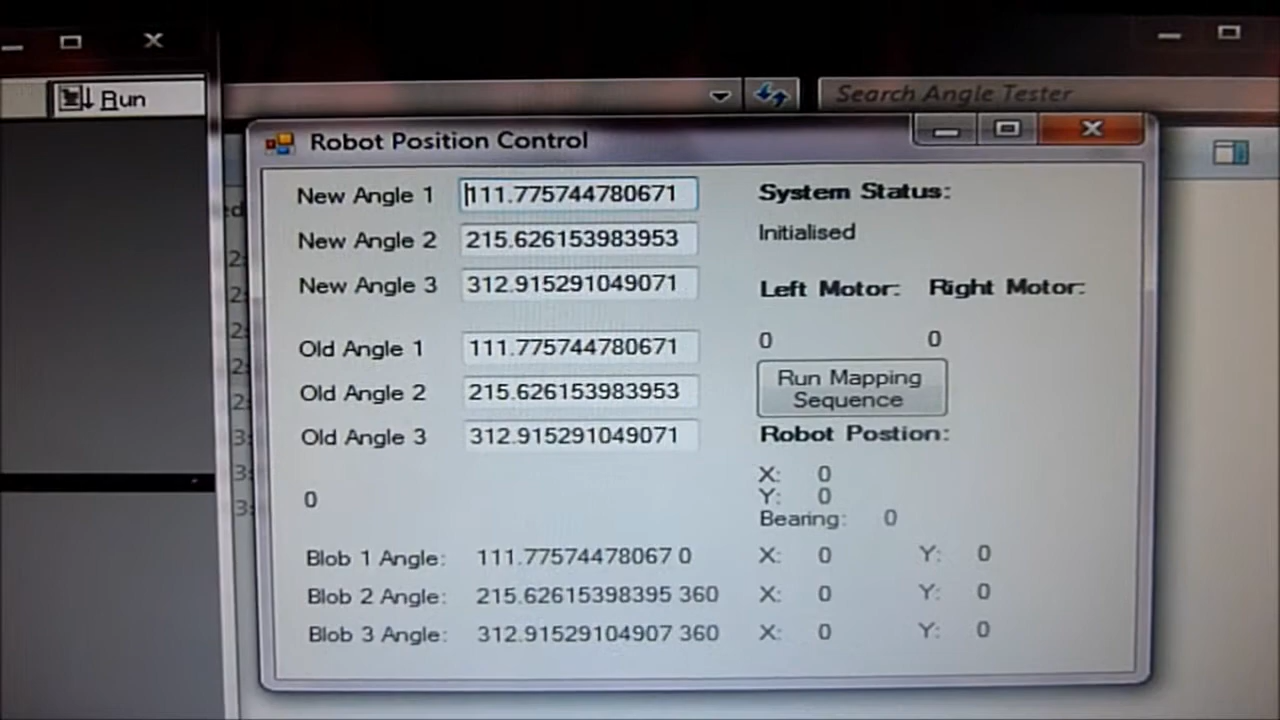 Run
Search Angle Tester
Robot Position Control
New Angle 1 111.775744780671
New Angle 2 215.626153983953
New Angle 3 312.915291049071
Old Angle 1 111.775744780671
Old Angle 2 215.626153983953
Old Angle 3 312.915291049071
0
Blob 1 Angle: 111.77574478067 0
Blob 2 Angle: 215.62615398395 360
Blob 3 Angle: 312.91529104907 360
System Status:
Initialised
Left Motor: Right Motor:
0 0
Run Mapping
Sequence
Robot Postion:
X: 0
Y: 0
Bearing: 0
X: 0 Y: 0
X: 0 Y: 0
X: 0 Y: 0